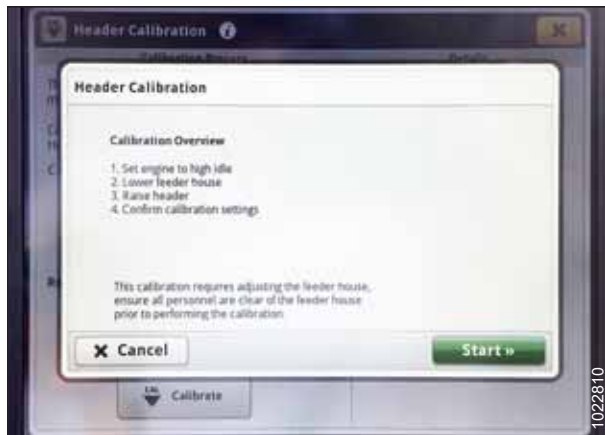 Header Calibration
Header Calibration
Calibration Overview
1. Set engine to high idle
2. Lower feeder house
3. Raise header
4. Confirm calibration settings
This calibration requires adjusting the feeder house,
ensure all personnel are clear of the feeder house
prior to performing the calibration
Cancel
Start »
Calibrate
1022810